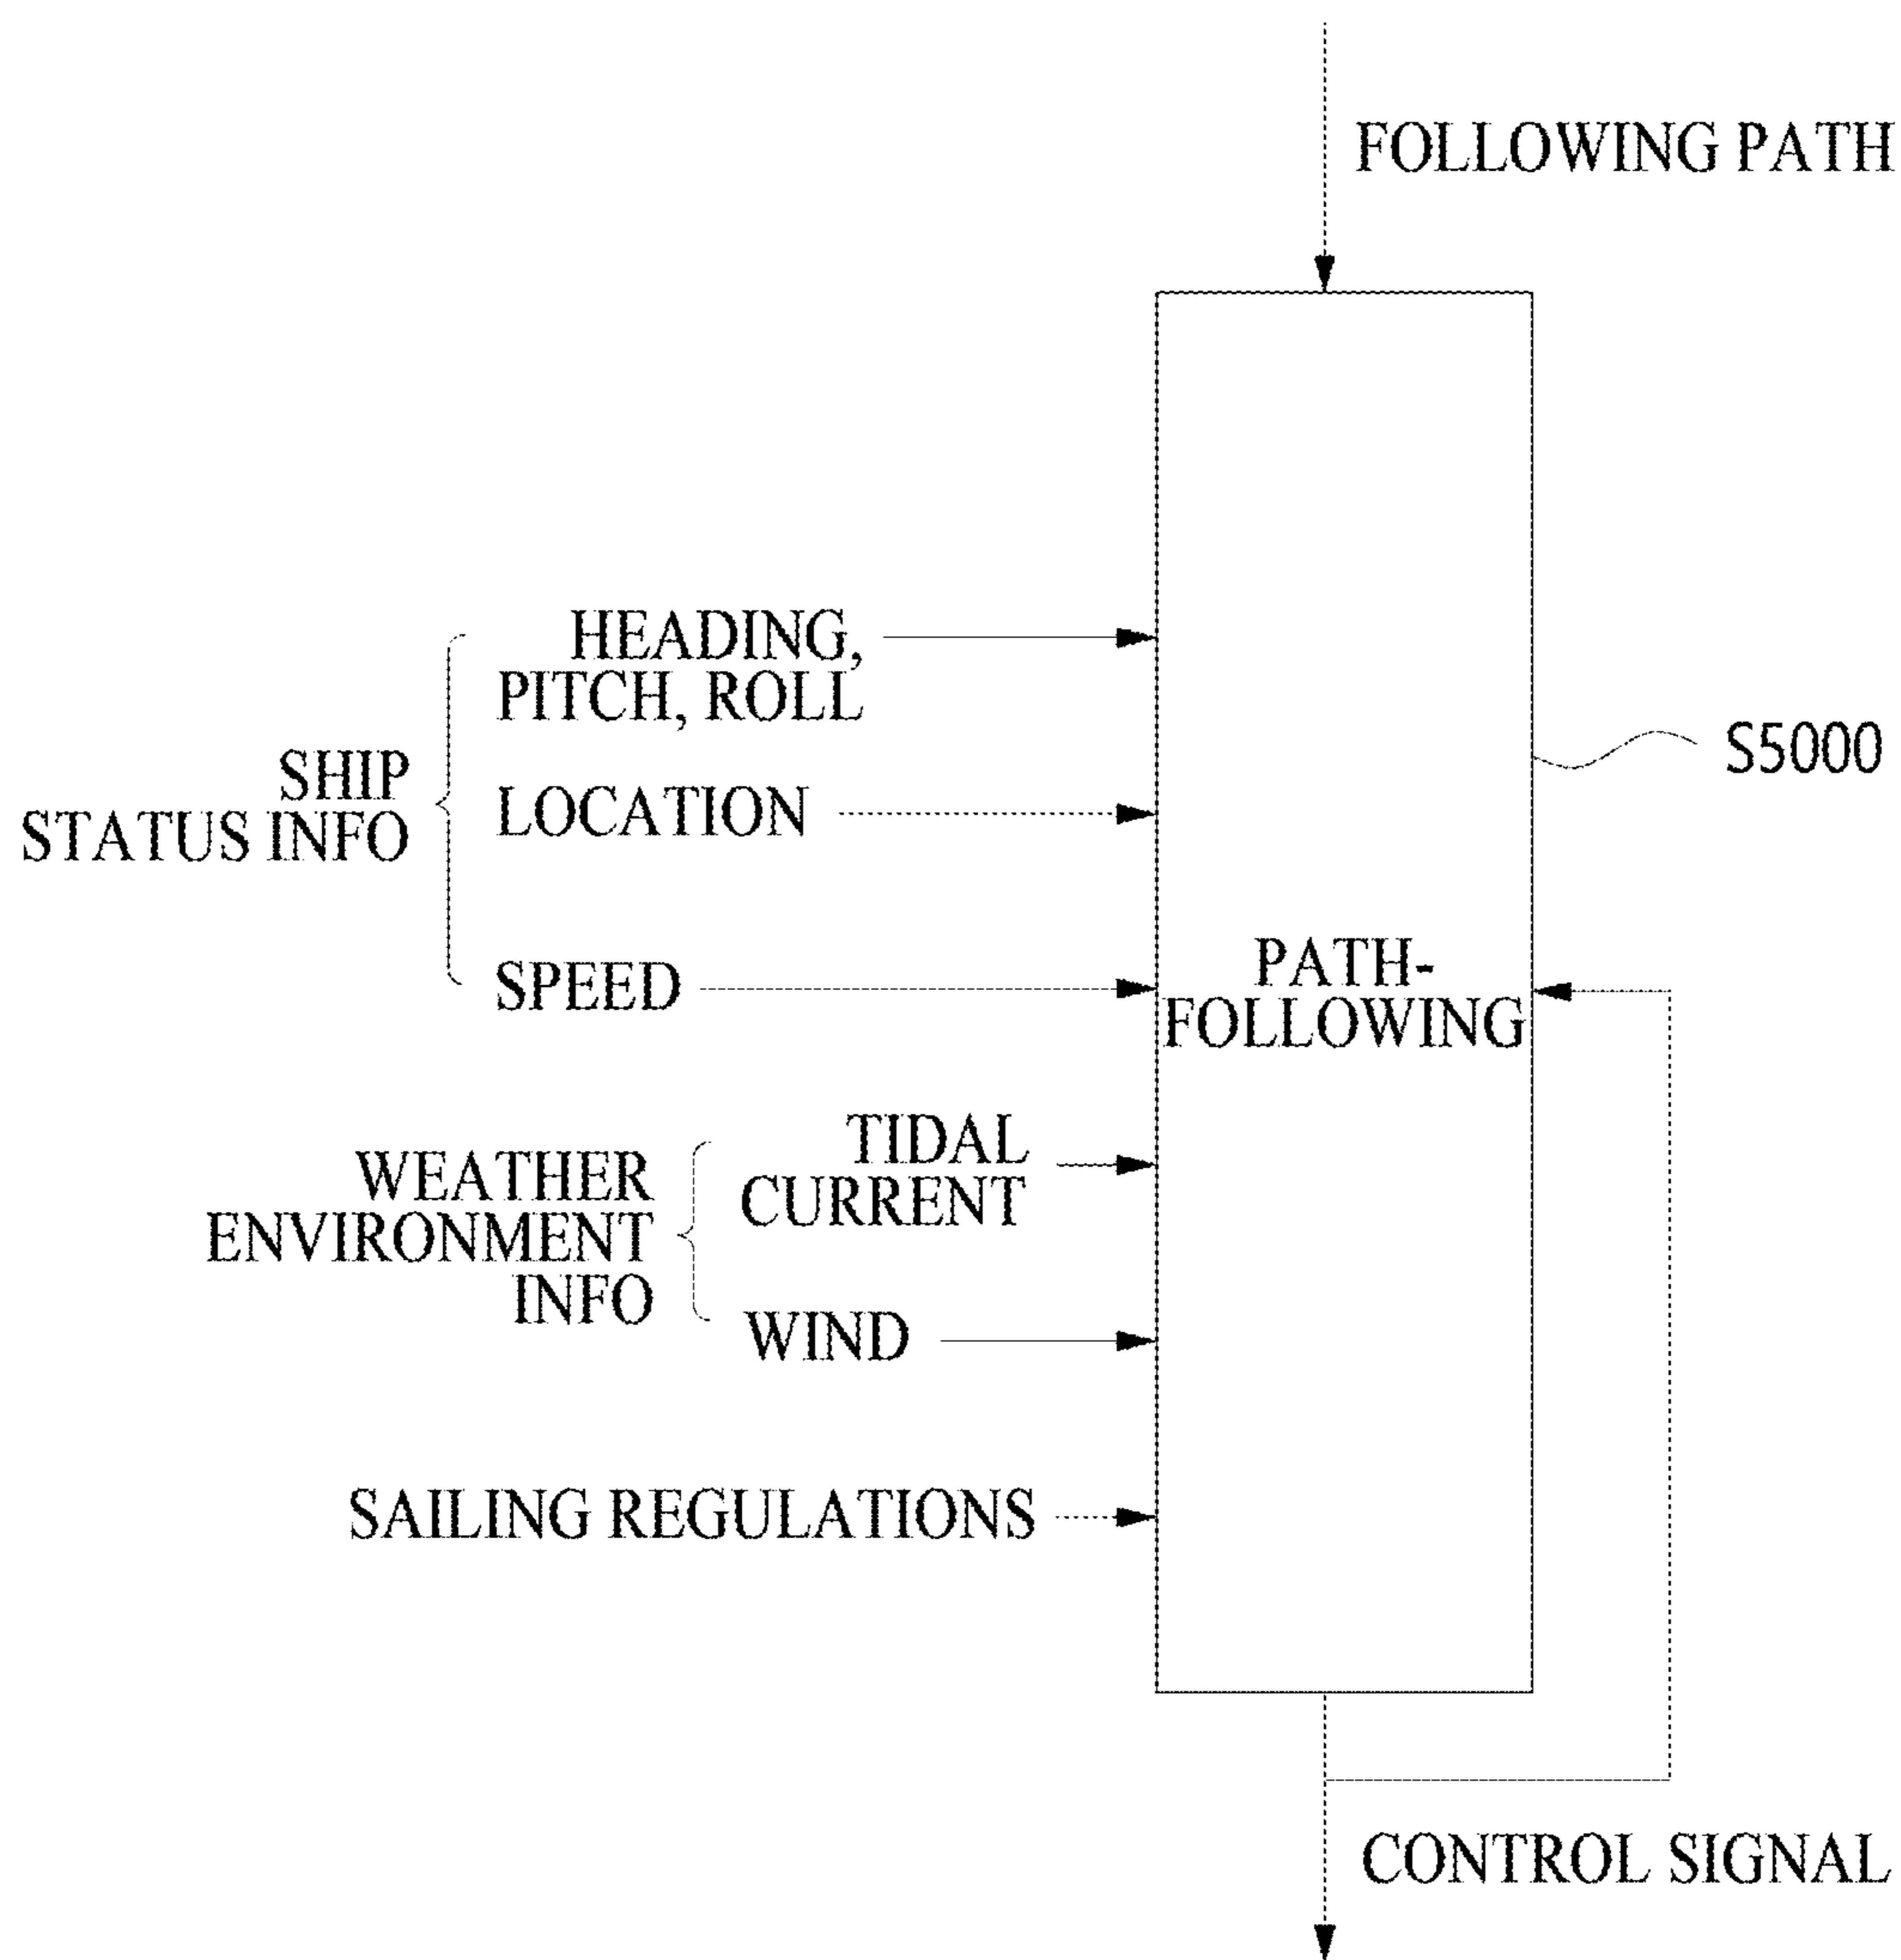 FOLLOWING PATH
HEADING,
PITCH, ROLL
S5000
SHIP
STATUS INFO
LOCATION
SPEED
PATH-
FOLLOWING
TIDAL
CURRENT
WEATHER
ENVIRONMENT
INFO
WIND
SAILING REGULATIONS
CONTROL SIGNAL